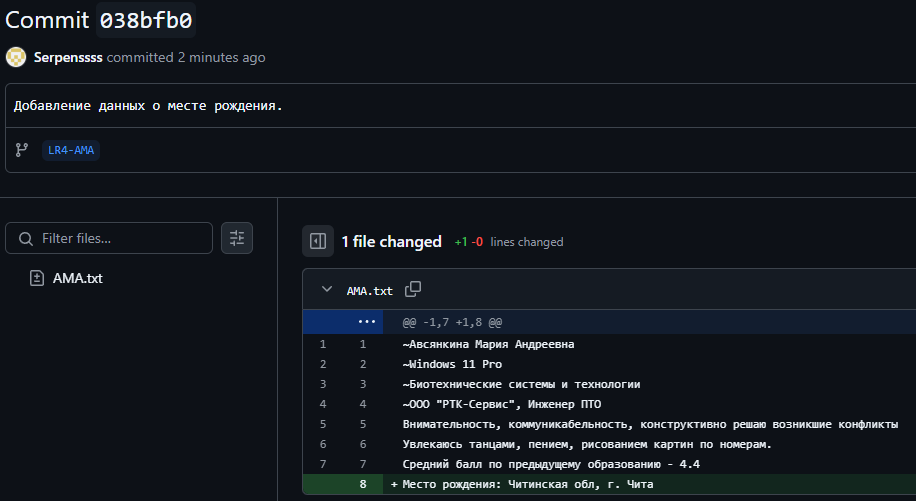 Commit 038bfb0
Serpenssss committed 2 minutes ago
Добавление данных о месте рождения.
LR4-AMA
Filter files...
AMA.txt
1 file changed +1 -0 lines changed
AMA.txt
@@ -1,7 +1,8 @@
1 1 ~Авсянкина Мария Андреевна
2 2 ~Windows 11 Pro
3 3 ~Биотехнические системы и технологии
4 4 ~ООО "РТК-Сервис", Инженер ПТО
5 5 Внимательность, коммуникабельность, конструктивно решаю возникшие конфликты
6 6 Увлекаюсь танцами, пением, рисованием картин по номерам.
7 7 Средний балл по предыдущему образованию - 4.4
8 + Место рождения: Читинская обл, г. Чита